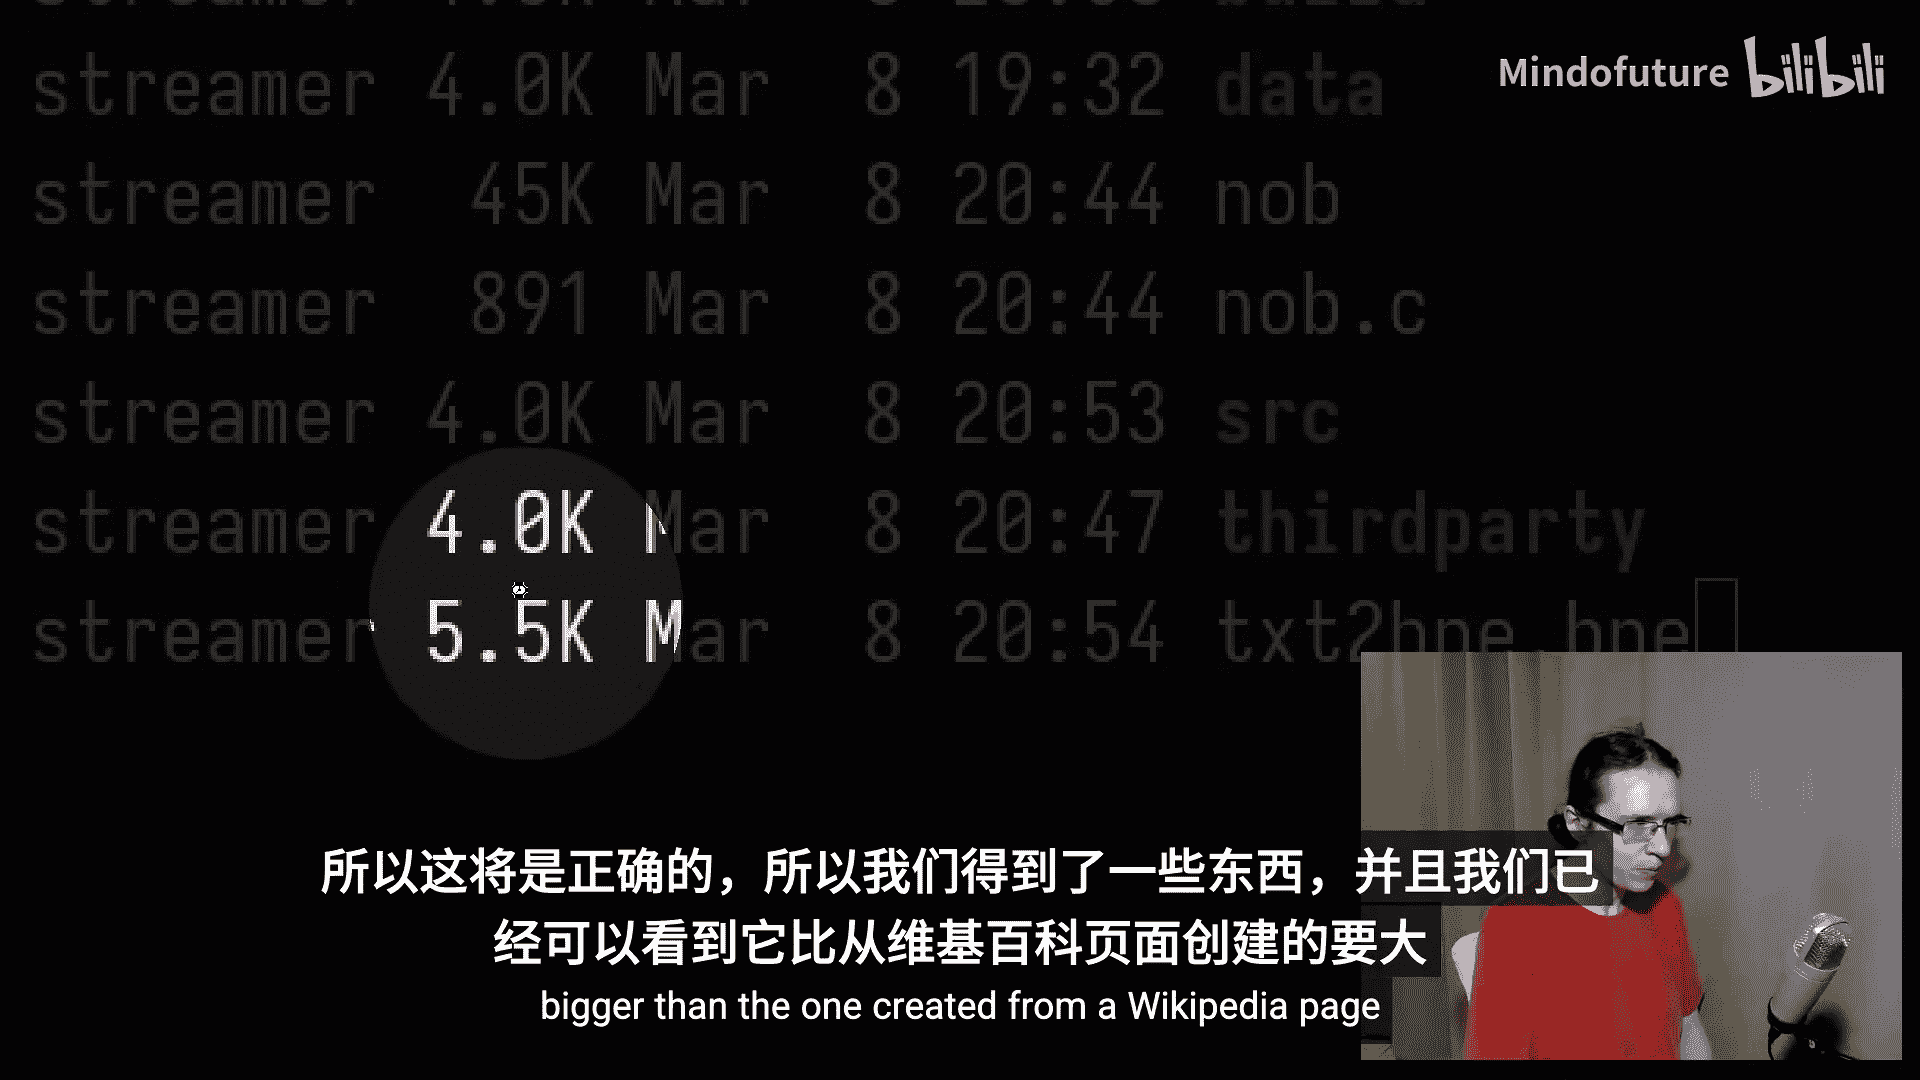 streamer 4.0K Mar  8 19:32 data
Mindofuture bilibili
streamer  45K Mar  8 20:44 nob
streamer  891 Mar  8 20:44 nob.c
streamer 4.0K Mar  8 20:53 src
streamer 4.0K Mar  8 20:47 thirdparty
streamer 5.5K Mar  8 20:54 txt2bpe.bpe
所以这将是正确的，所以我们得到了一些东西，并且我们已
经可以看到它比从维基百科页面创建的要大
bigger than the one created from a Wikipedia page